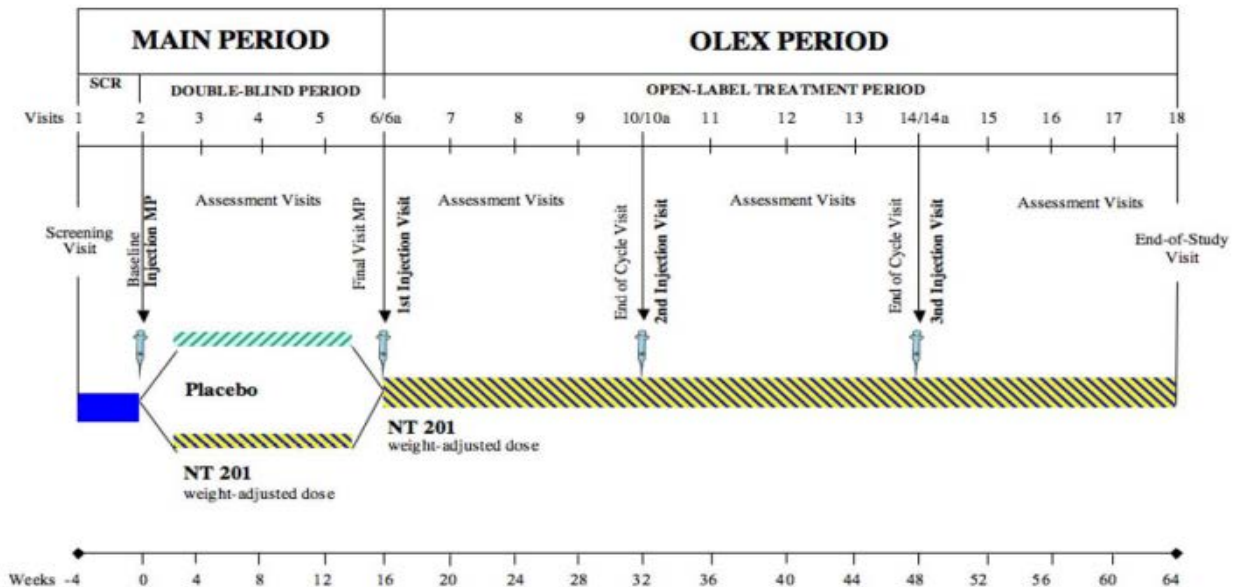 MAIN PERIOD
OLEX PERIOD
SCR
DOUBLE-BLIND PERIOD
OPEN-LABEL TREATMENT PERIOD
Visits 1 2 3 4 5 6/6a 7 8 9 10/10a 11 12 13 14/14a 15 16 17 18
Screening
Visit
Baseline
Injection MP
Assessment Visits
Final Visit MP
1st Injection Visit
Assessment Visits
End of Cycle Visit
2nd Injection Visit
Assessment Visits
End of Cycle Visit
3nd Injection Visit
Assessment Visits
End-of-Study
Visit
Placebo
NT 201
weight-adjusted dose
NT 201
weight-adjusted dose
Weeks -4 0 4 8 12 16 20 24 28 32 36 40 44 48 52 56 60 64